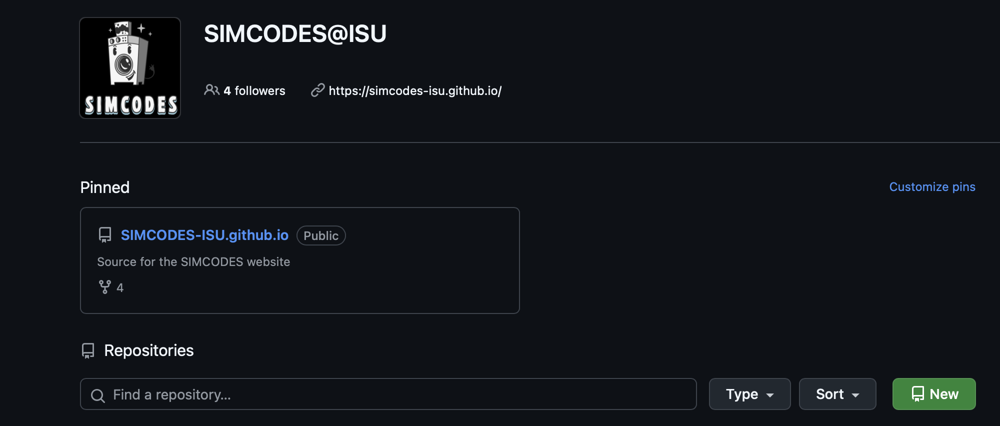 SIMCODES
SIMCODES@ISU
4 followers https://simcodes-isu.github.io/
Pinned
Customize pins
SIMCODES-ISU.github.io Public
Source for the SIMCODES website
4
Repositories
Find a repository... Type Sort New